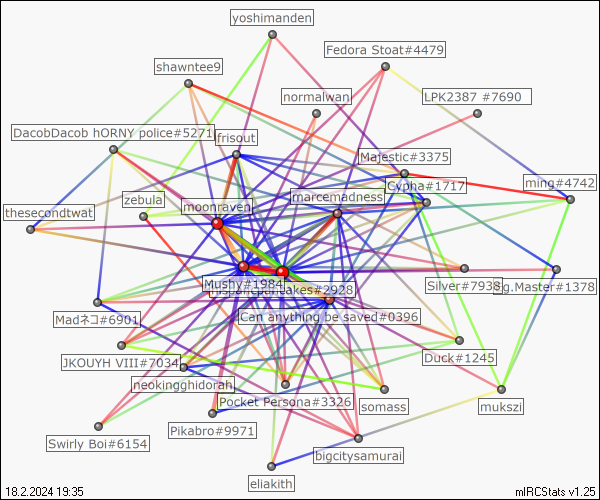 yoshimanden
Fedora Stoat#4479
shawntee9
normalwan
LPK2387 #7690
DacobDacob hORNY police#5271
frisout
Majestic#3375
Cypha#1717
ming#4742
zebula
moonraven
marcemadness
thesecondtwat
Mushy#1984
cakes#2928
Silver#7938
g.Master#1378
Madネコ#6901
Can anything be saved#0396
JKOUYH VIII#7034
Duck#1245
neokingghidorah
Pocket Persona#3326
somass
mukszi
Swirly Boi#6154
Pikabro#9971
bigcitysamurai
eliakith
18.2.2024 19:35
mIRCStats v1.25